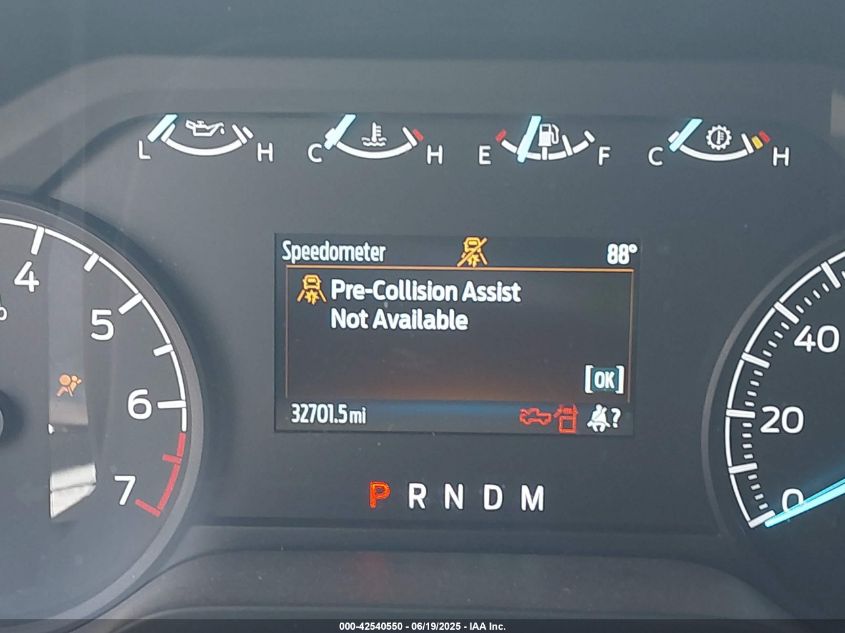 L H C H E F C H
Speedometer 88°
Pre-Collision Assist
Not Available
[OK]
32701.5 mi ?
4
5
6
7
40
20
0
P R N D M
000-42540550 - 06/19/2025 - IAA Inc.